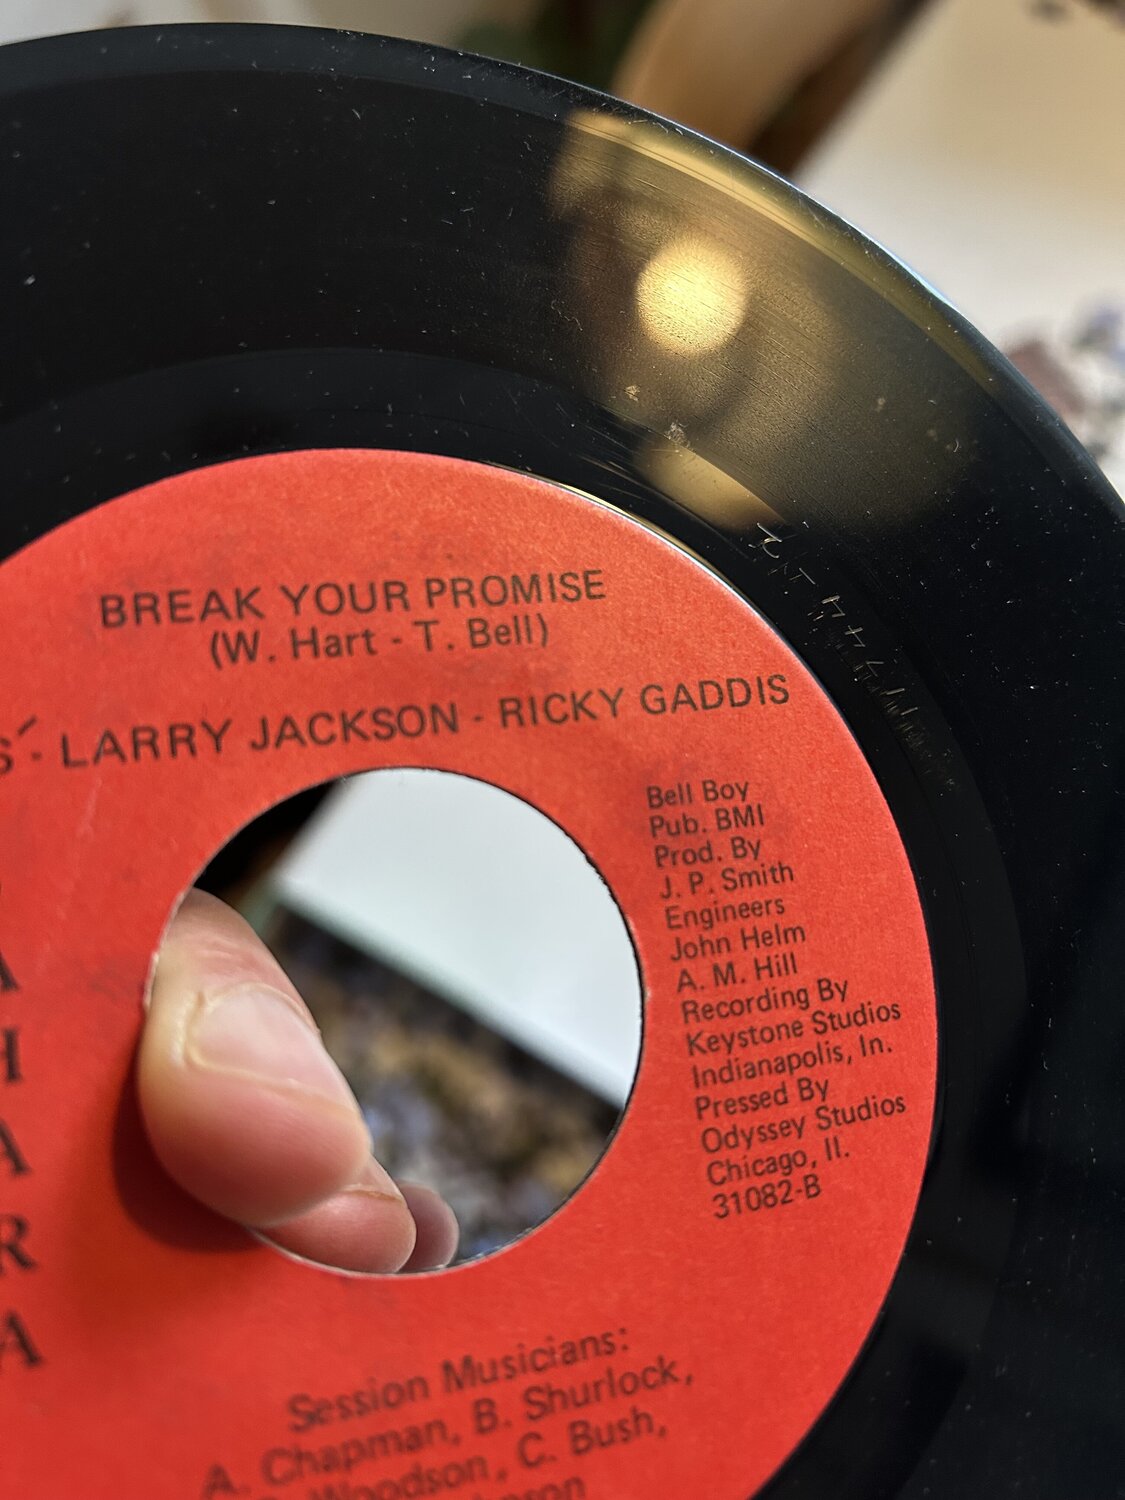 BREAK YOUR PROMISE
(W. Hart - T. Bell)
LARRY JACKSON - RICKY GADDIS
Bell Boy
Pub. BMI
Prod. By
J. P. Smith
Engineers
John Helm
A. M. Hill
Recording By
Keystone Studios
Indianapolis, In.
Pressed By
Odyssey Studios
Chicago, Il.
31082-B
A
H
A
R
A
Session Musicians:
A. Chapman, B. Shurlock,
Woodson, C. Bush,